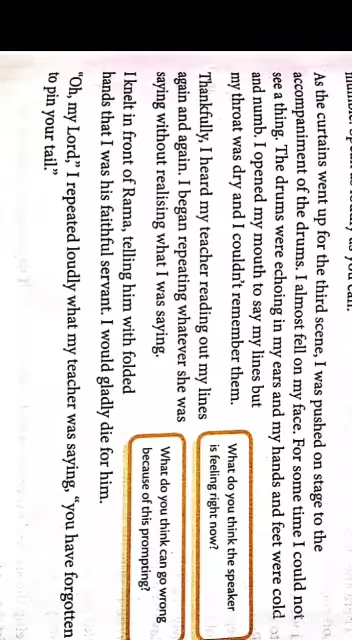 as you can.
As the curtains went up for the third scene, I was pushed on stage to the
accompaniment of the drums. I almost fell on my face. For some time I could not
see a thing. The drums were echoing in my ears and my hands and feet were cold
and numb. I opened my mouth to say my lines but
my throat was dry and I couldn't remember them.
What do you think the speaker
is feeling right now?
Thankfully, I heard my teacher reading out my lines
again and again. I began repeating whatever she was
saying without realising what I was saying.
What do you think can go wrong
because of this prompting?
I knelt in front of Rama, telling him with folded
hands that I was his faithful servant. I would gladly die for him.
"Oh, my Lord," I repeated loudly what my teacher was saying, "you have forgotten
to pin your tail."